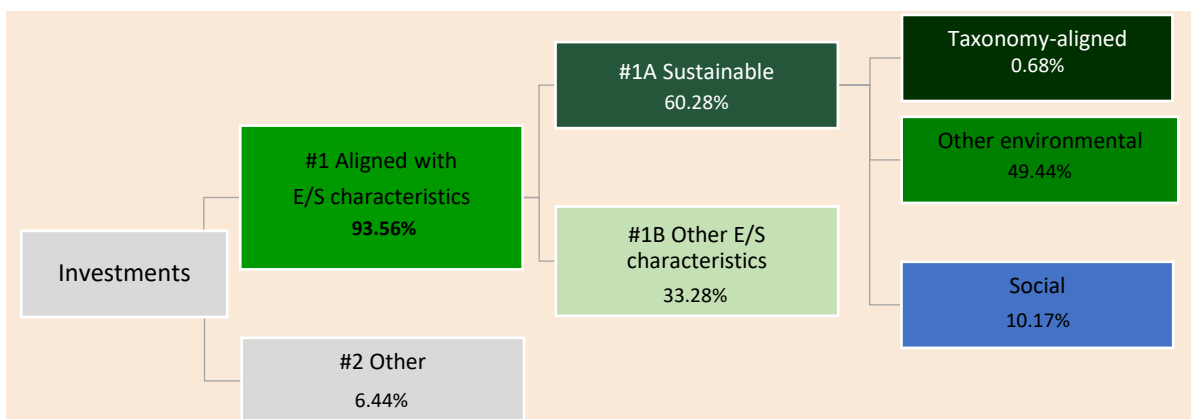 Investments
#1 Aligned with
E/S characteristics
93.56%
#2 Other
6.44%
#1A Sustainable
60.28%
#1B Other E/S
characteristics
33.28%
Taxonomy-aligned
0.68%
Other environmental
49.44%
Social
10.17%